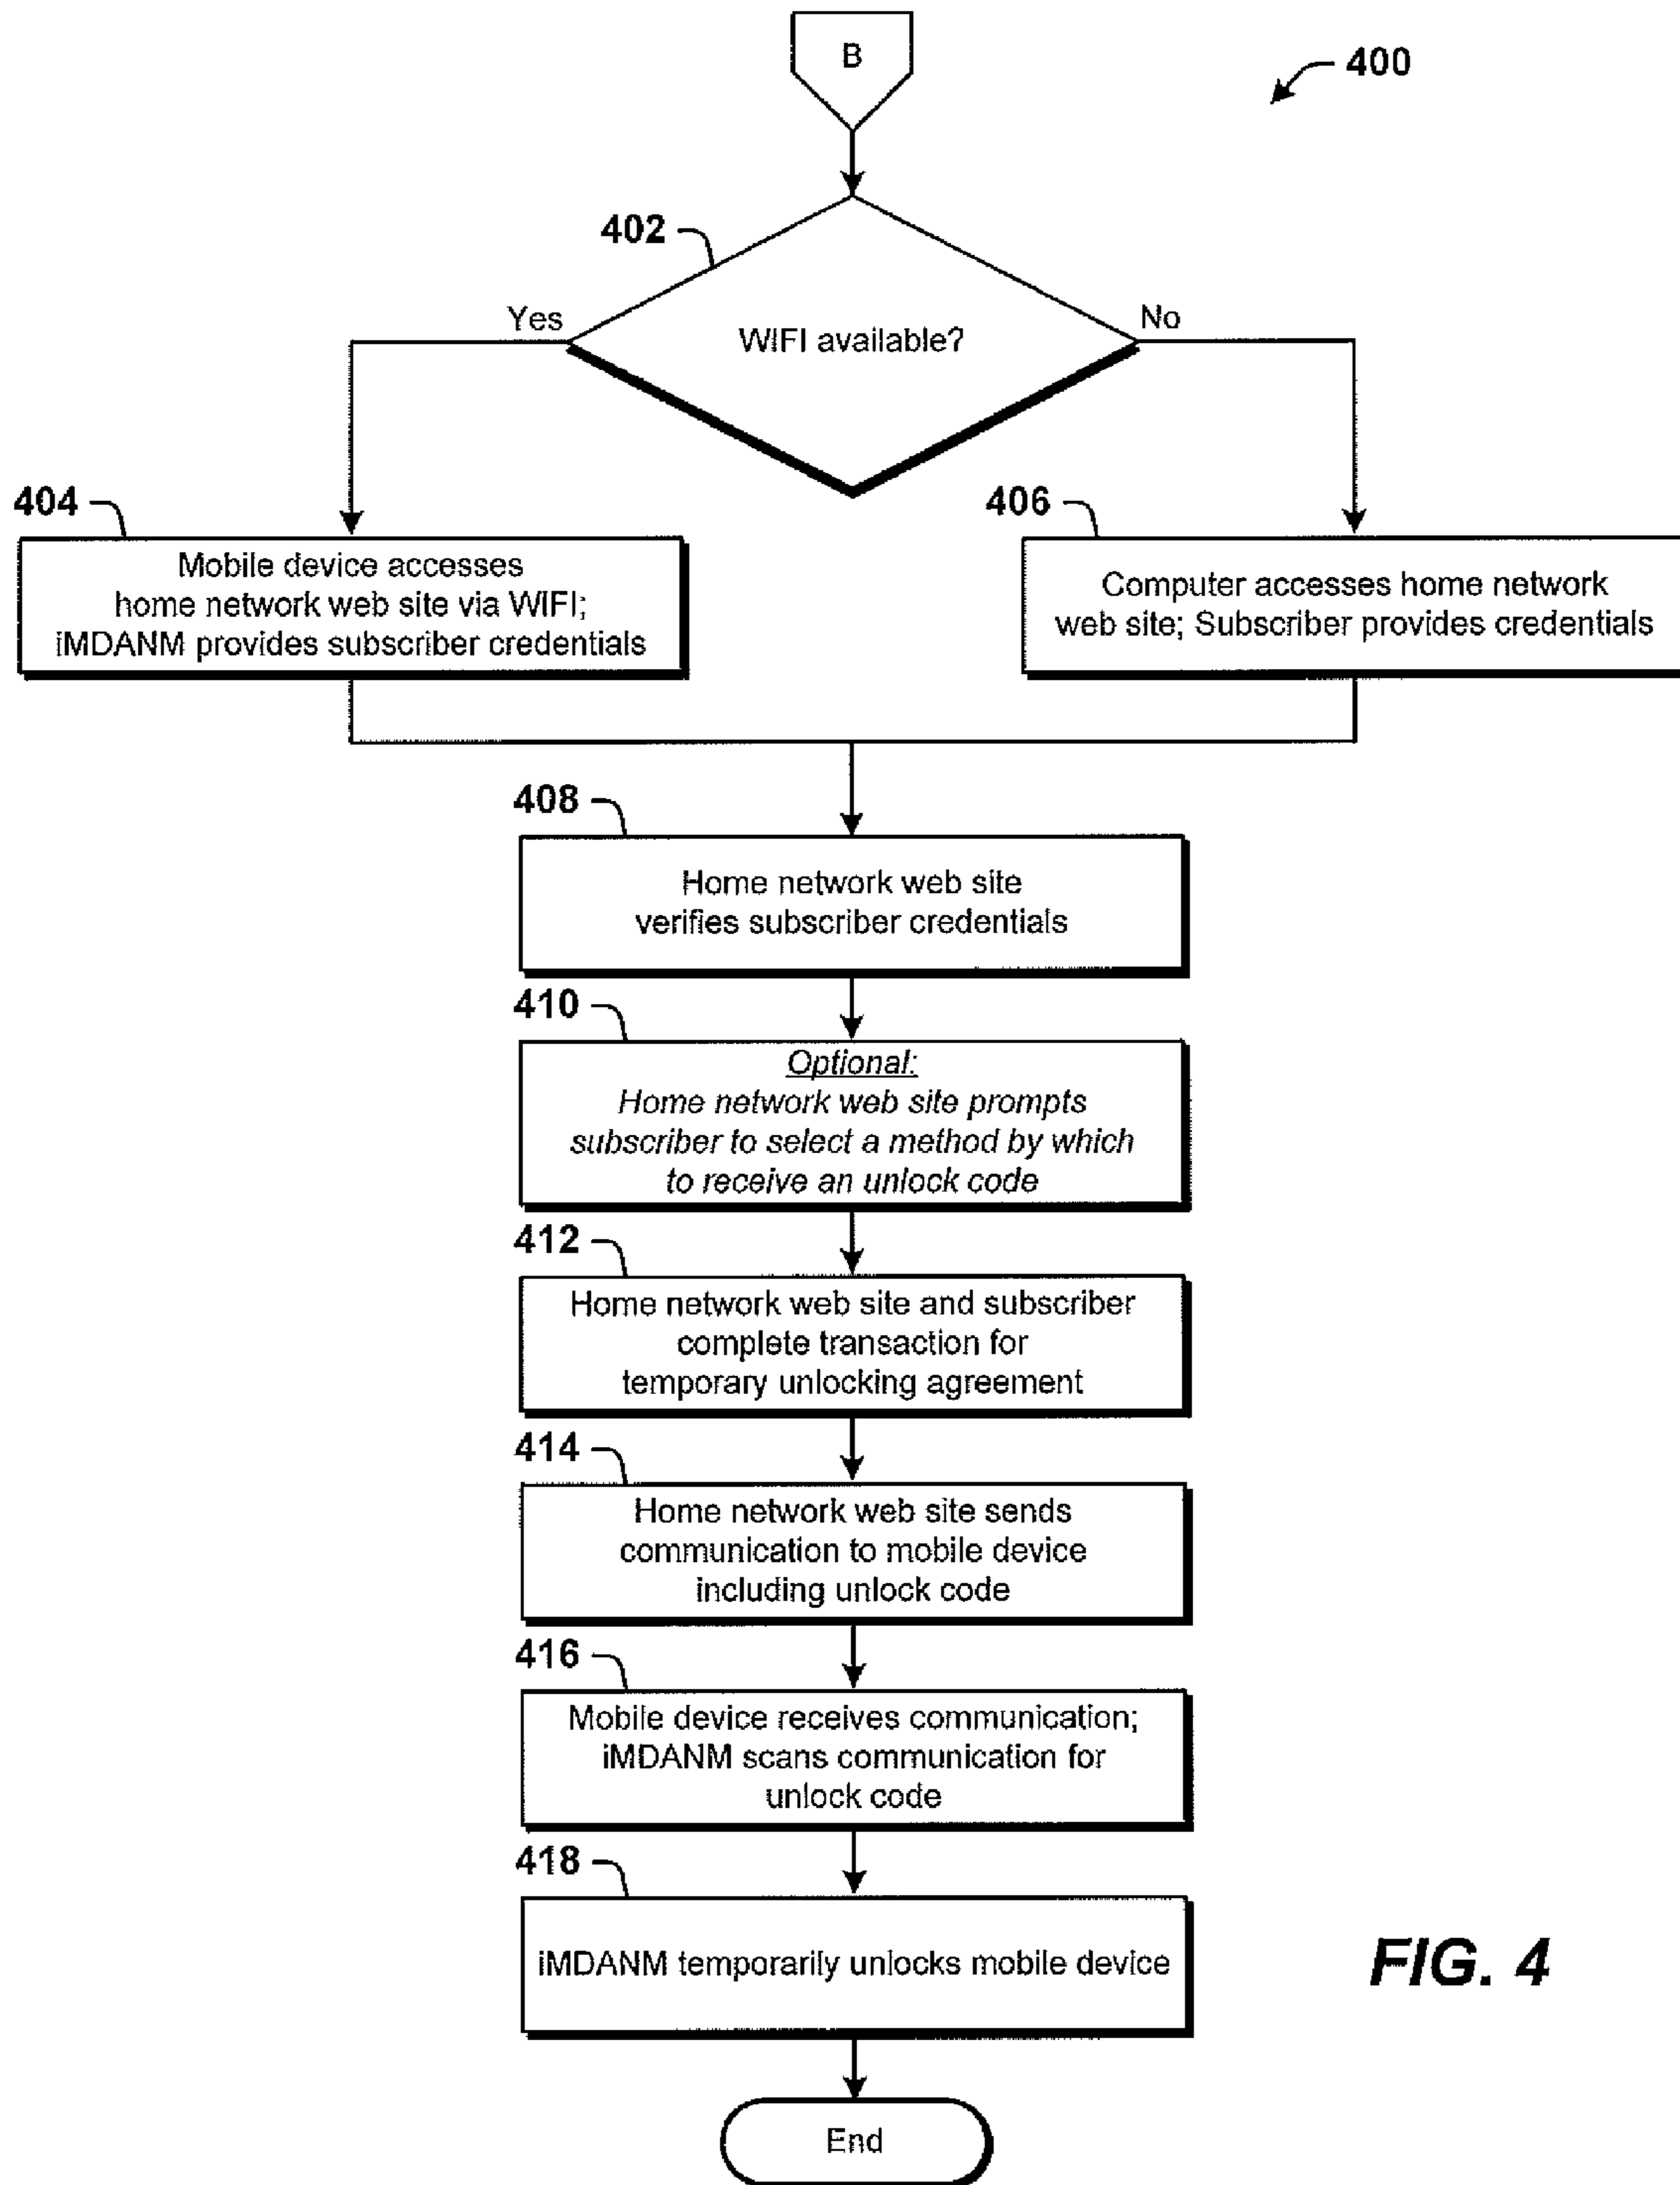 B
400
402
Yes
WIFI available?
No
404
Mobile device accesses
home network web site via WIFI;
iMDANM provides subscriber credentials
406
Computer accesses home network
web site; Subscriber provides credentials
408
Home network web site
verifies subscriber credentials
410
Optional:
Home network web site prompts
subscriber to select a method by which
to receive an unlock code
412
Home network web site and subscriber
complete transaction for
temporary unlocking agreement
414
Home network web site sends
communication to mobile device
including unlock code
416
Mobile device receives communication;
iMDANM scans communication for
unlock code
418
iMDANM temporarily unlocks mobile device
End
FIG. 4